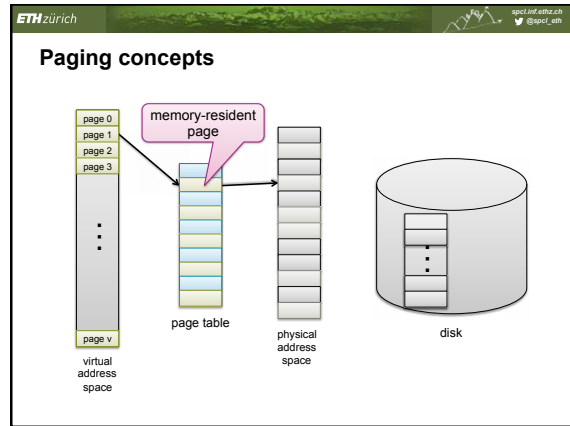 ETH zürich
spcl.inf.ethz.ch
@spcl_eth
Paging concepts
page 0
page 1
page 2
page 3
page v
virtual
address
space
memory-resident
page
page table
physical
address
space
disk